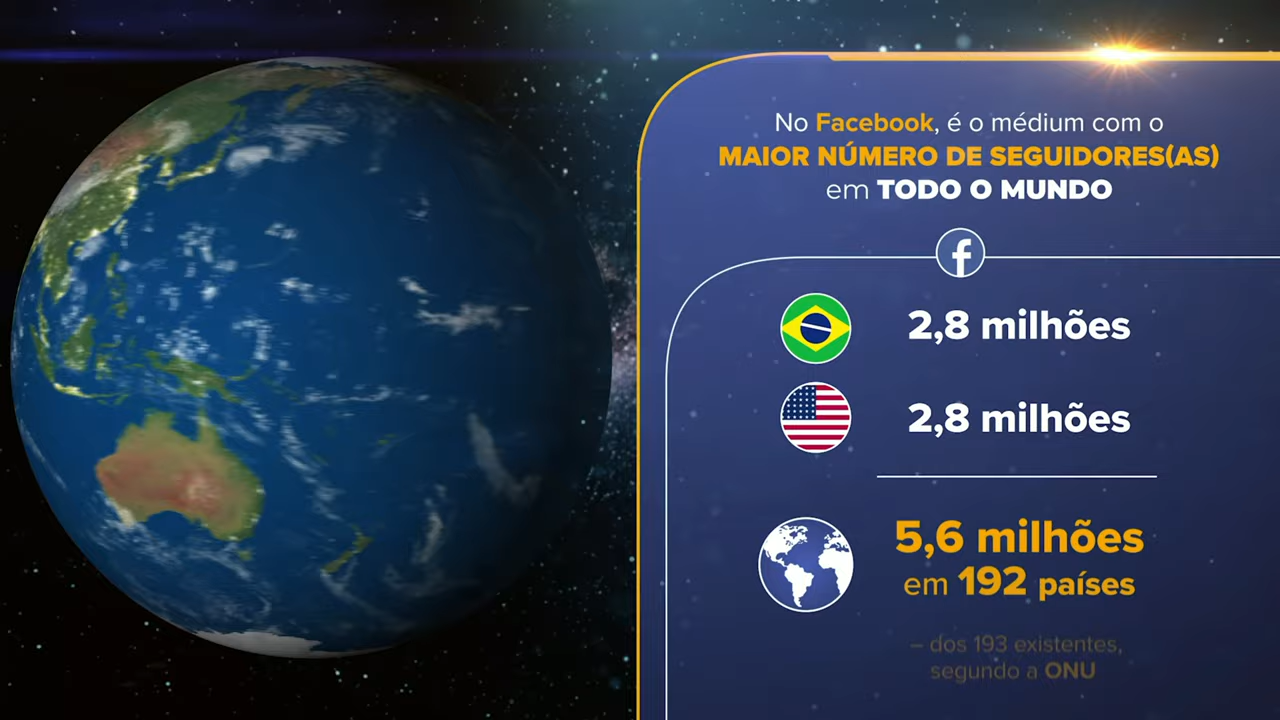 No Facebook, é o médium com o
MAIOR NÚMERO DE SEGUIDORES(AS)
em TODO O MUNDO
2,8 milhões
2,8 milhões
5,6 milhões
em 192 países
– dos 193 existentes,
segundo a ONU